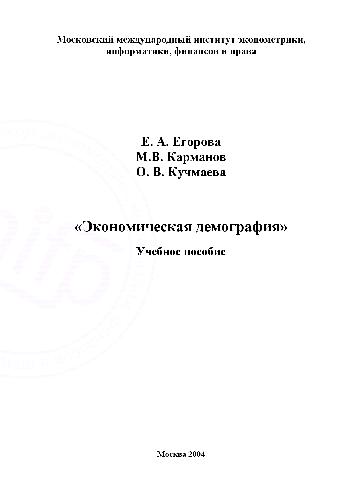 Московский международный институт эконометрики,
информатики, финансов и права
Е. А. Егорова
М.В. Карманов
О. В. Кучмаева
«Экономическая демография»
Учебное пособие
Москва 2004